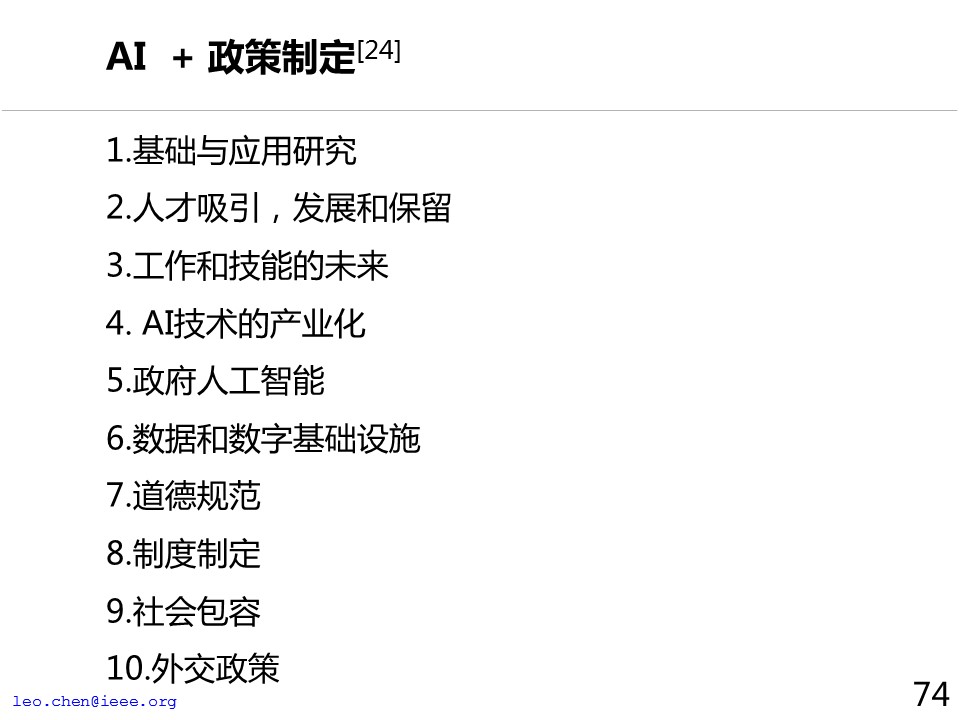 AI + 政策制定[24]
1.基础与应用研究
2.人才吸引，发展和保留
3.工作和技能的未来
4. AI技术的产业化
5.政府人工智能
6.数据和数字基础设施
7.道德规范
8.制度制定
9.社会包容
10.外交政策
leo.chen@ieee.org
74